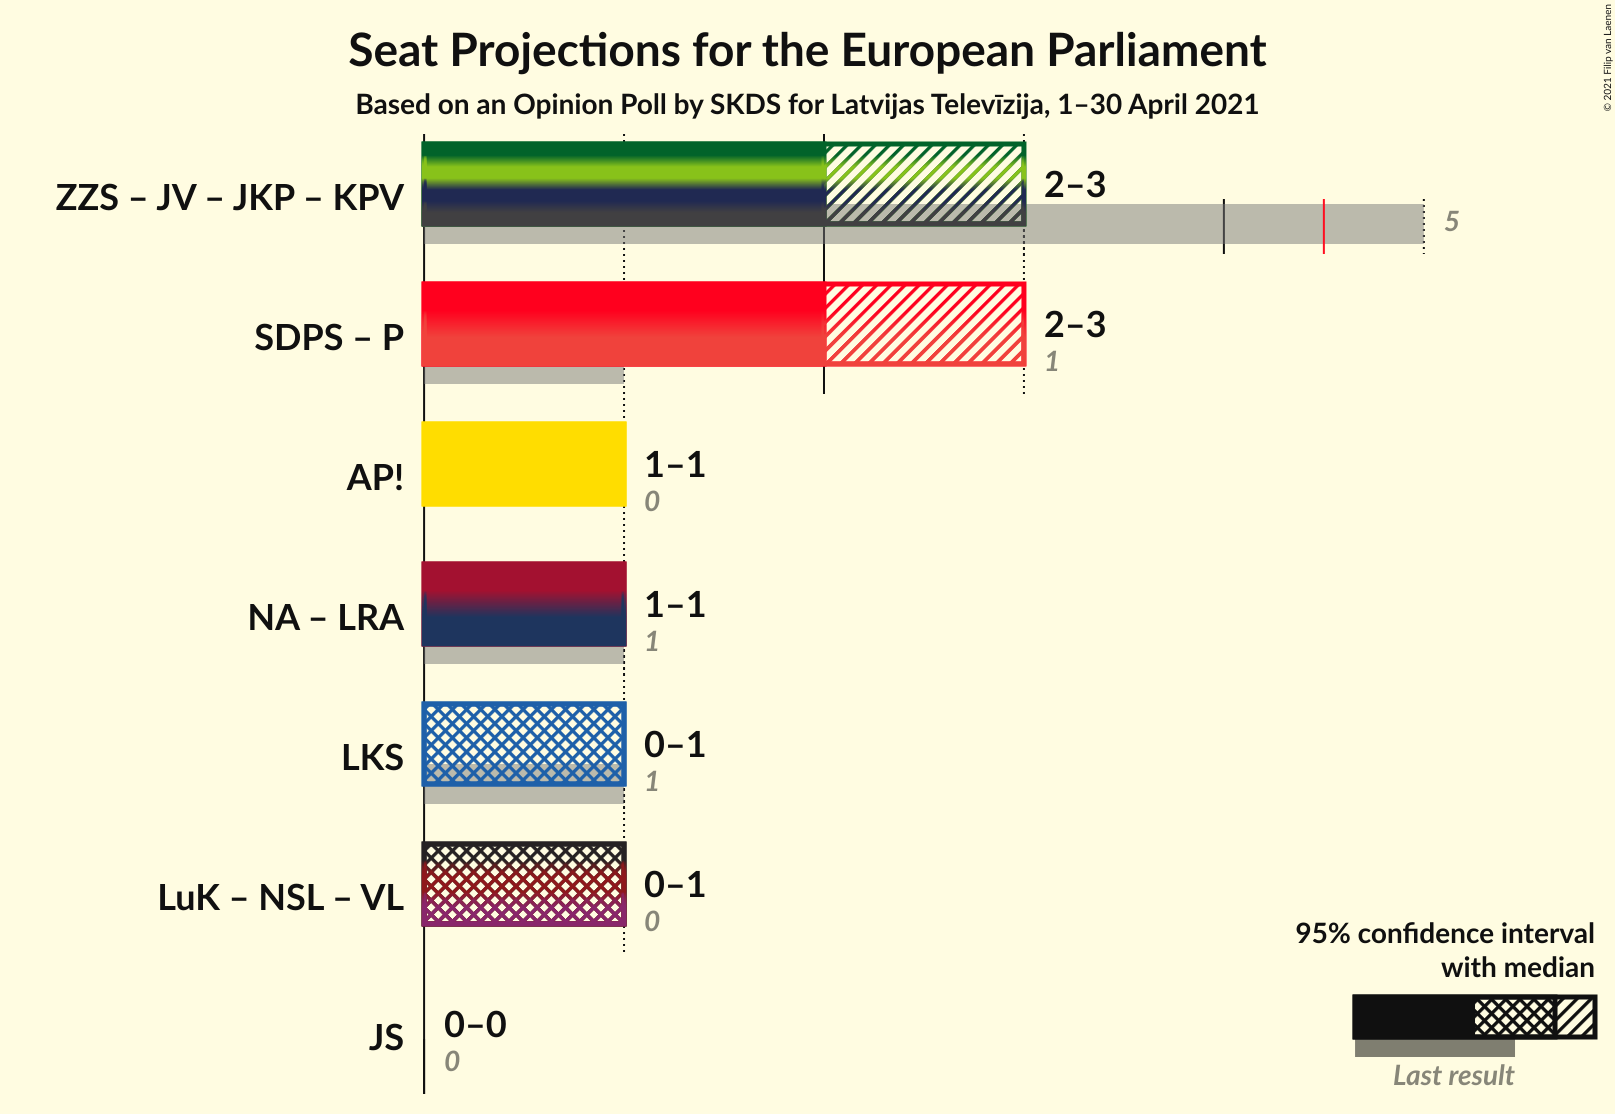 Seat Projections for the European Parliament
Based on an Opinion Poll by SKDS for Latvijas Televīzija, 1–30 April 2021
© 2021 Filip van Laenen
ZZS – JV – JKP – KPV
2–3
5
SDPS – P
2–3
1
AP!
1–1
0
NA – LRA
1–1
1
LKS
0–1
1
LuK – NSL – VL
0–1
0
JS
0–0
0
95% confidence interval
with median
Last result